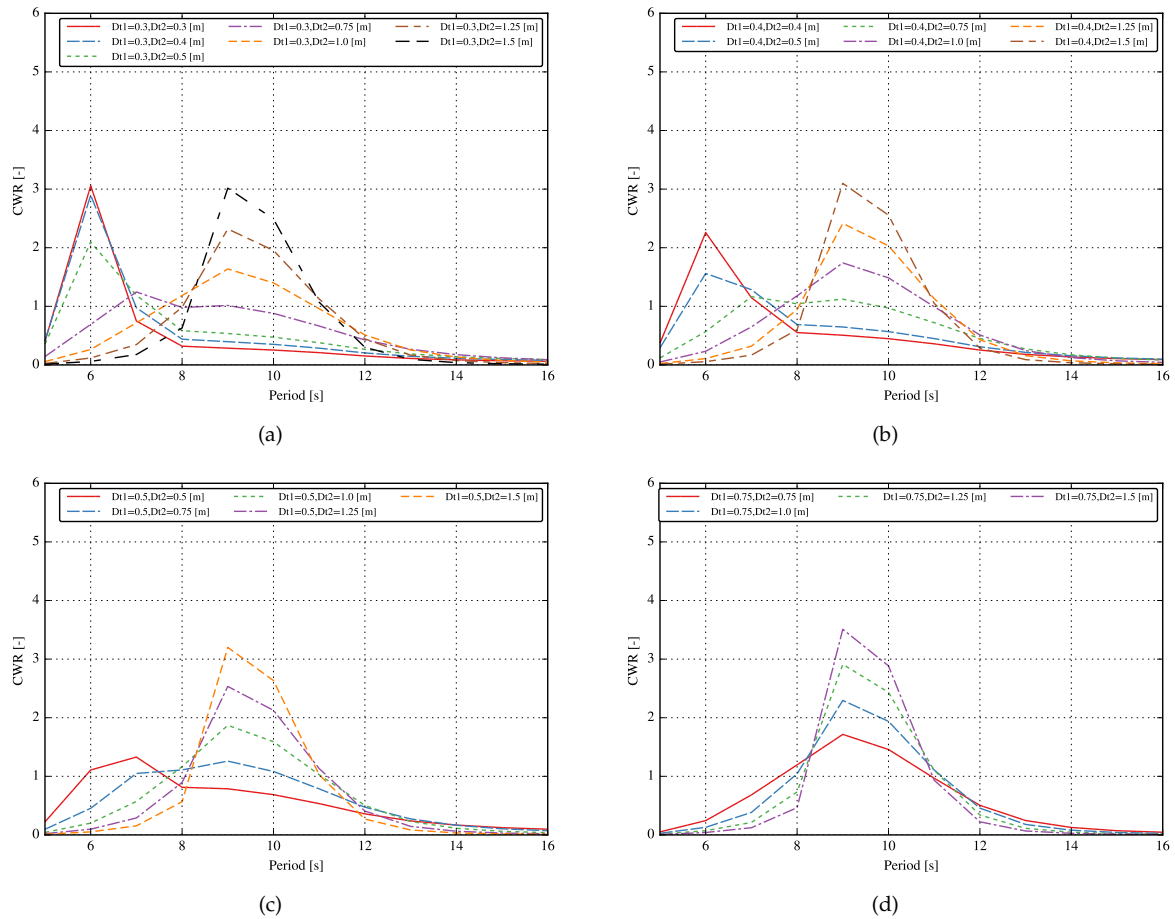 Dt1=0.3,Dt2=0.3 [m] Dt1=0.3,Dt2=0.75 [m] Dt1=0.3,Dt2=1.25 [m]
Dt1=0.3,Dt2=0.4 [m] Dt1=0.3,Dt2=1.0 [m] Dt1=0.3,Dt2=1.5 [m]
Dt1=0.3,Dt2=0.5 [m]
6
5
4
3
2
1
0
CWR [-]
6 8 10 12 14 16
Period [s]
(a)
Dt1=0.4,Dt2=0.4 [m] Dt1=0.4,Dt2=0.75 [m] Dt1=0.4,Dt2=1.25 [m]
Dt1=0.4,Dt2=0.5 [m] Dt1=0.4,Dt2=1.0 [m] Dt1=0.4,Dt2=1.5 [m]
6
5
4
3
2
1
0
CWR [-]
6 8 10 12 14 16
Period [s]
(b)
Dt1=0.5,Dt2=0.5 [m] Dt1=0.5,Dt2=1.0 [m] Dt1=0.5,Dt2=1.5 [m]
Dt1=0.5,Dt2=0.75 [m] Dt1=0.5,Dt2=1.25 [m]
6
5
4
3
2
1
0
CWR [-]
6 8 10 12 14 16
Period [s]
(c)
Dt1=0.75,Dt2=0.75 [m] Dt1=0.75,Dt2=1.25 [m] Dt1=0.75,Dt2=1.5 [m]
Dt1=0.75,Dt2=1.0 [m]
6
5
4
3
2
1
0
CWR [-]
6 8 10 12 14 16
Period [s]
(d)